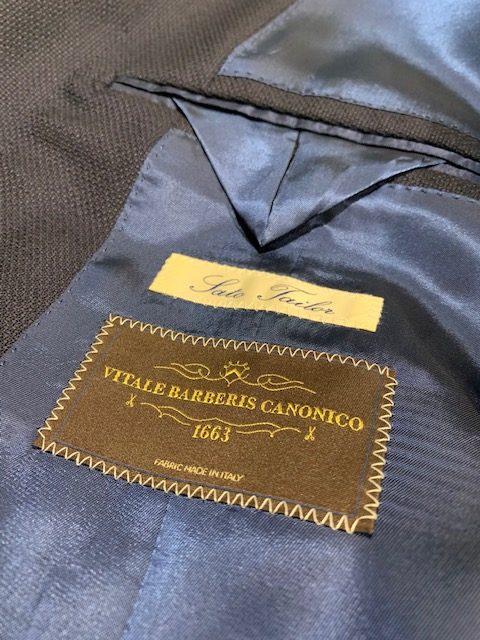 Sato Tailor
VITALE BARBERIS CANONICO
1663
FABRIC MADE IN ITALY